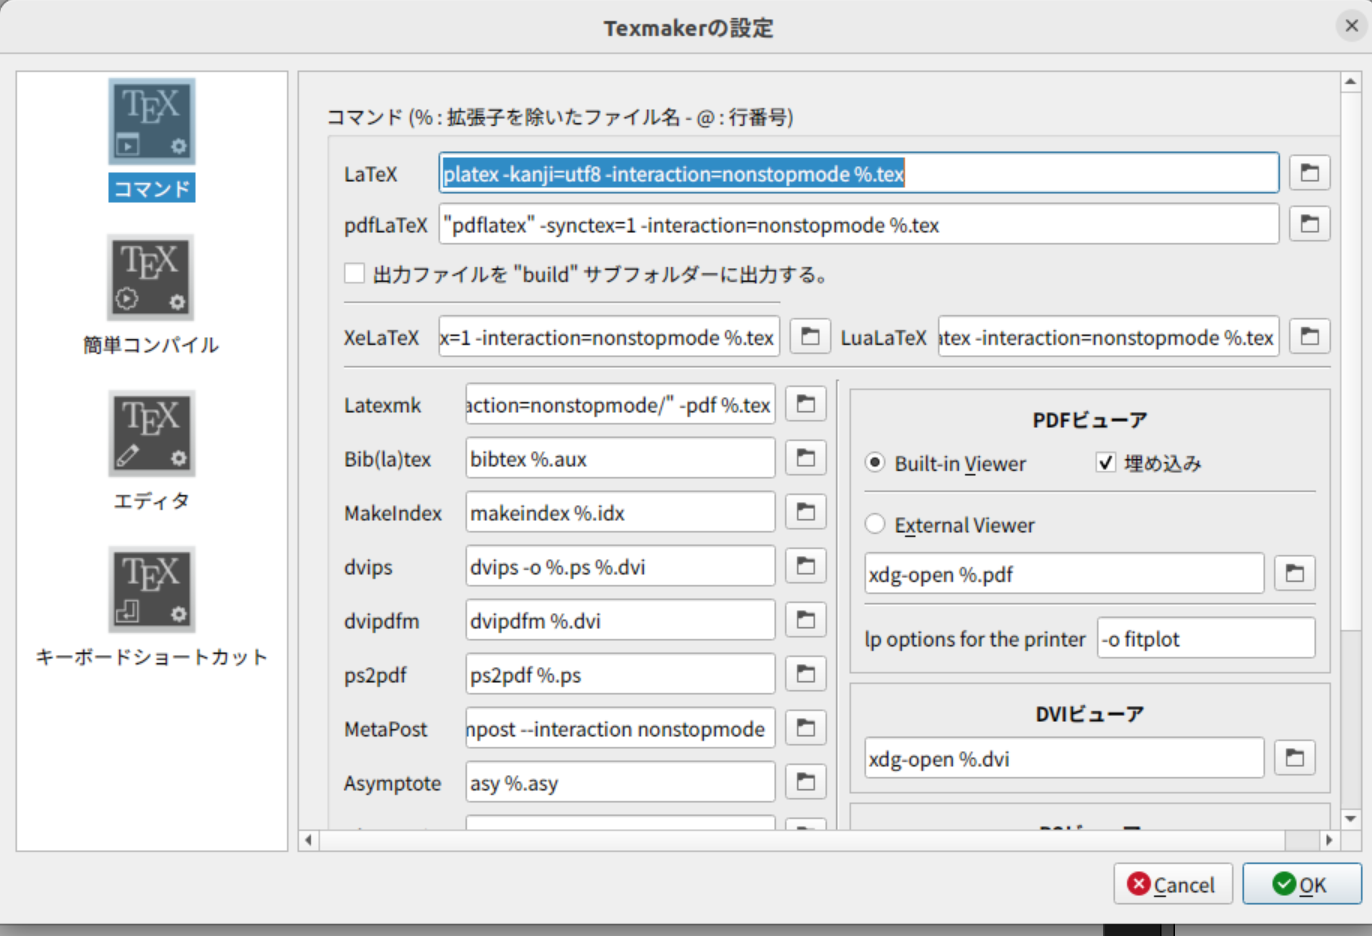 Texmakerの設定
コマンド
簡単コンパイル
エディタ
キーボードショートカット
コマンド (% : 拡張子を除いたファイル名 - @ : 行番号)
LaTeX platex -kanji=utf8 -interaction=nonstopmode %.tex
pdfLaTeX "pdflatex" -synctex=1 -interaction=nonstopmode %.tex
出力ファイルを "build" サブフォルダーに出力する。
XeLaTeX x=1 -interaction=nonstopmode %.tex LuaLaTeX atex -interaction=nonstopmode %.tex
Latexmk action=nonstopmode/" -pdf %.tex
Bib(la)tex bibtex %.aux
MakeIndex makeindex %.idx
dvips dvips -o %.ps %.dvi
dvipdfm dvipdfm %.dvi
ps2pdf ps2pdf %.ps
MetaPost mpost --interaction nonstopmode
Asymptote asy %.asy
PDFビューア
Built-in Viewer 埋め込み
External Viewer
xdg-open %.pdf
lp options for the printer -o fitplot
DVIビューア
xdg-open %.dvi
Cancel OK